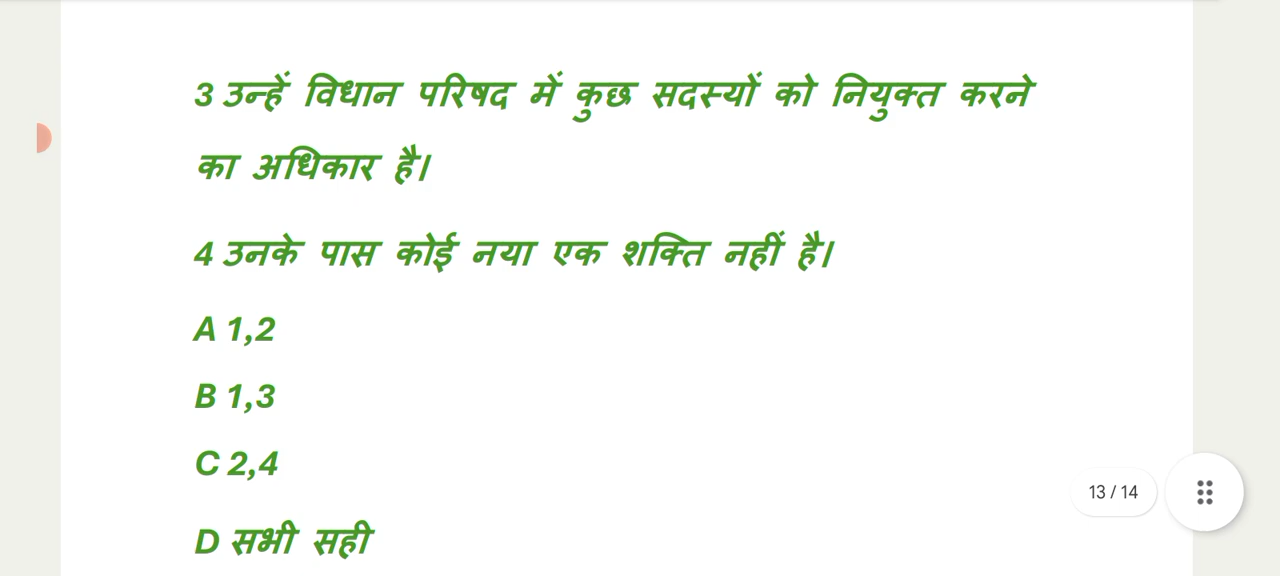 3 उन्हें विधान परिषद में कुछ सदस्यों को नियुक्त करने
का अधिकार है।
4 उनके पास कोई नया एक शक्ति नहीं है।
A 1,2
B 1,3
C 2,4
13 / 14
D सभी सही